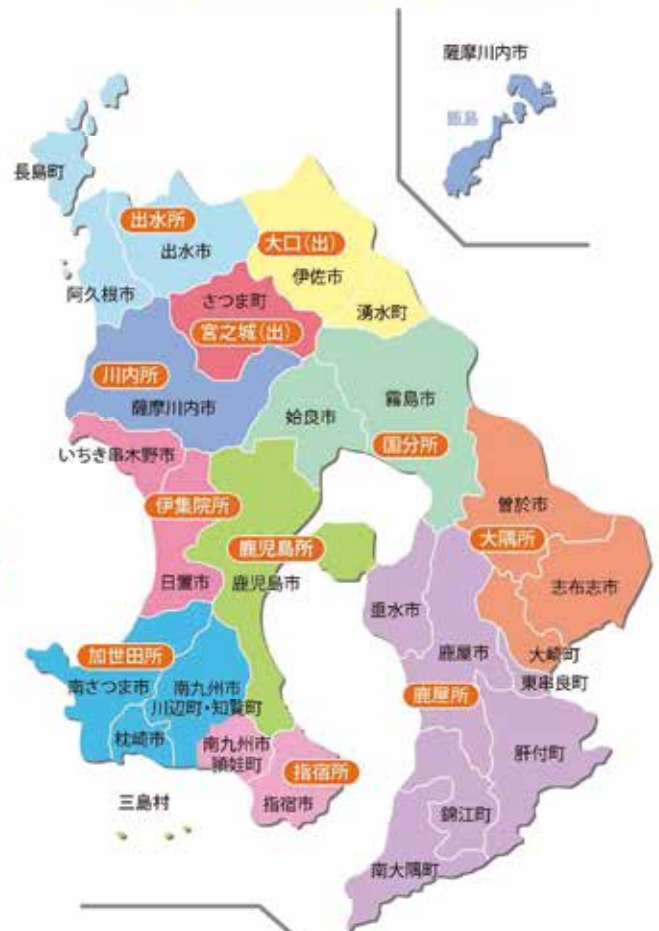 薩摩川内市
甑島
長島町
出水所
出水市
大口(出)
伊佐市
阿久根市
さつま町
湧水町
宮之城(出)
川内所
薩摩川内市
霧島市
姶良市
いちき串木野市
国分所
伊集院所
曽於市
大隅所
鹿児島所
日置市
鹿児島市
志布志市
垂水市
加世田所
鹿屋市
大崎町
南さつま市
南九州市
川辺町・知覧町
東串良町
鹿屋所
枕崎市
南九州市
頴娃町
肝付町
指宿所
三島村
指宿市
錦江町
南大隅町